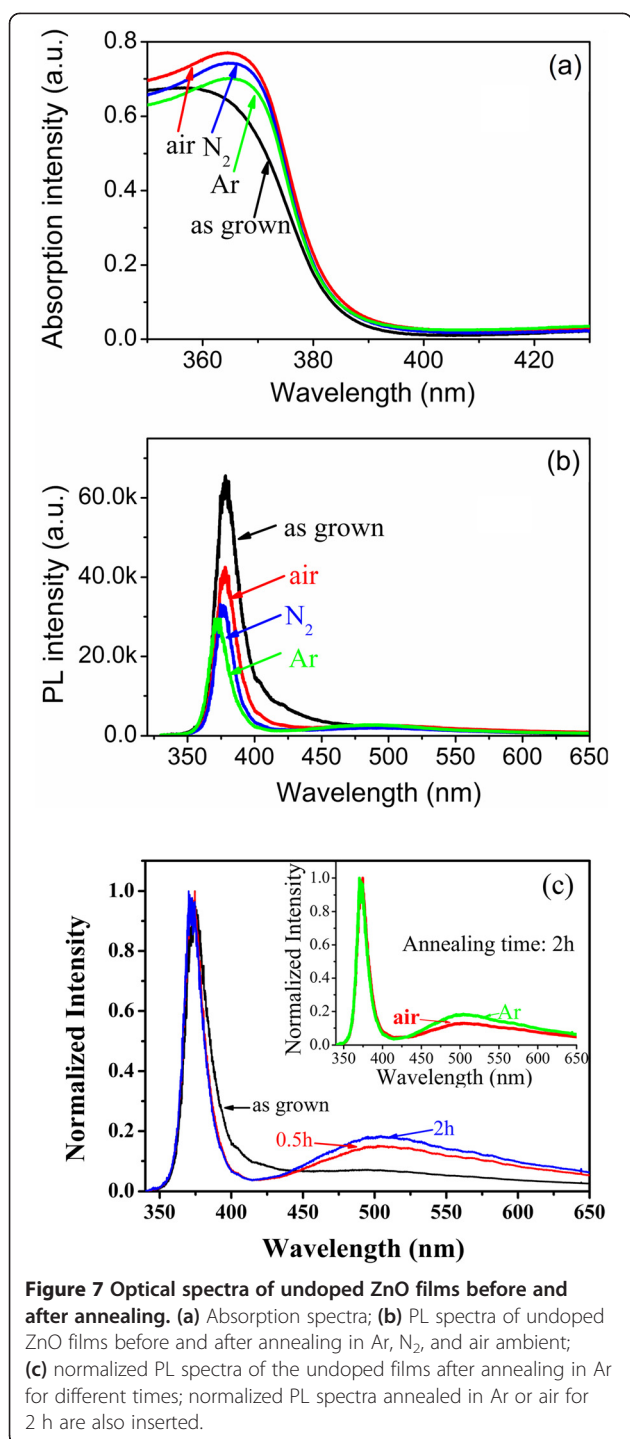 (a)
0.8
0.6
0.4
0.2
0.0
Absorption intensity (a.u.)
air N₂
Ar
as grown
360 380 400 420
Wavelength (nm)
(b)
60.0k
40.0k
20.0k
0.0
PL intensity (a.u.)
as grown
air
N₂
Ar
350 400 450 500 550 600 650
Wavelength (nm)
(c)
1.0
0.8
0.6
0.4
0.2
0.0
Normalized Intensity
as grown
0.5h
2h
1.0
0.8
0.6
0.4
0.2
0.0
Normalized Intensity
Annealing time: 2h
air
Ar
350 400 450 500 550 600 650
Wavelength (nm)
350 400 450 500 550 600 650
Wavelength (nm)
Figure 7 Optical spectra of undoped ZnO films before and
after annealing. (a) Absorption spectra; (b) PL spectra of undoped
ZnO films before and after annealing in Ar, N₂, and air ambient;
(c) normalized PL spectra of the undoped films after annealing in Ar
for different times; normalized PL spectra annealed in Ar or air for
2 h are also inserted.